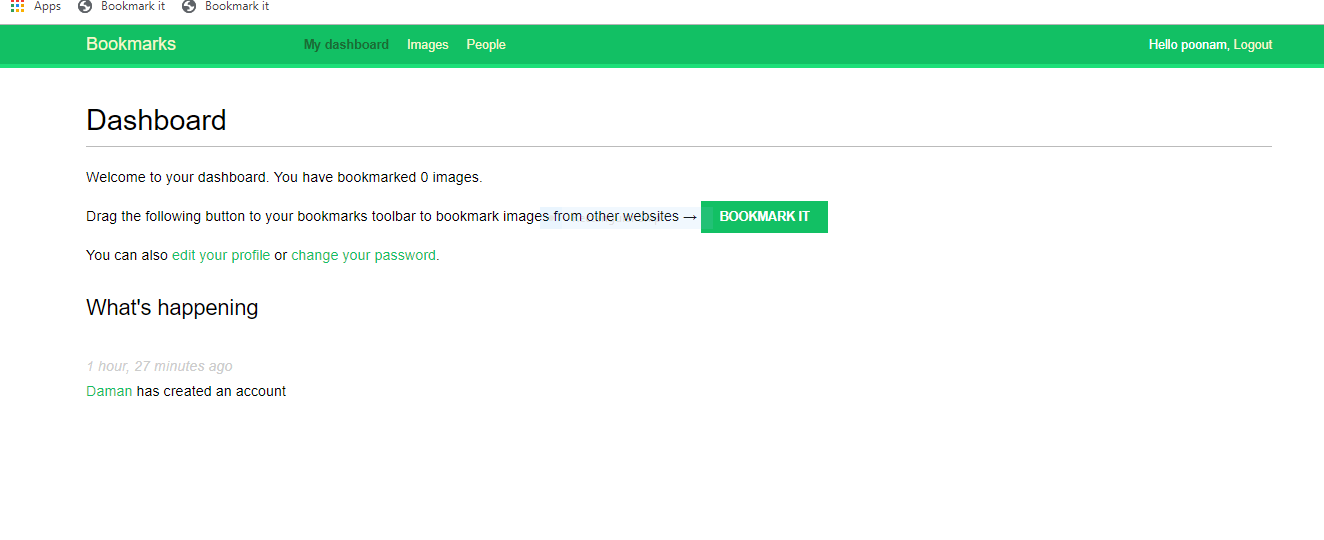 Apps Bookmark it Bookmark it
Bookmarks My dashboard Images People Hello poonam, Logout
Dashboard
Welcome to your dashboard. You have bookmarked 0 images.
Drag the following button to your bookmarks toolbar to bookmark images from other websites → BOOKMARK IT
You can also edit your profile or change your password.
What's happening
1 hour, 27 minutes ago
Daman has created an account